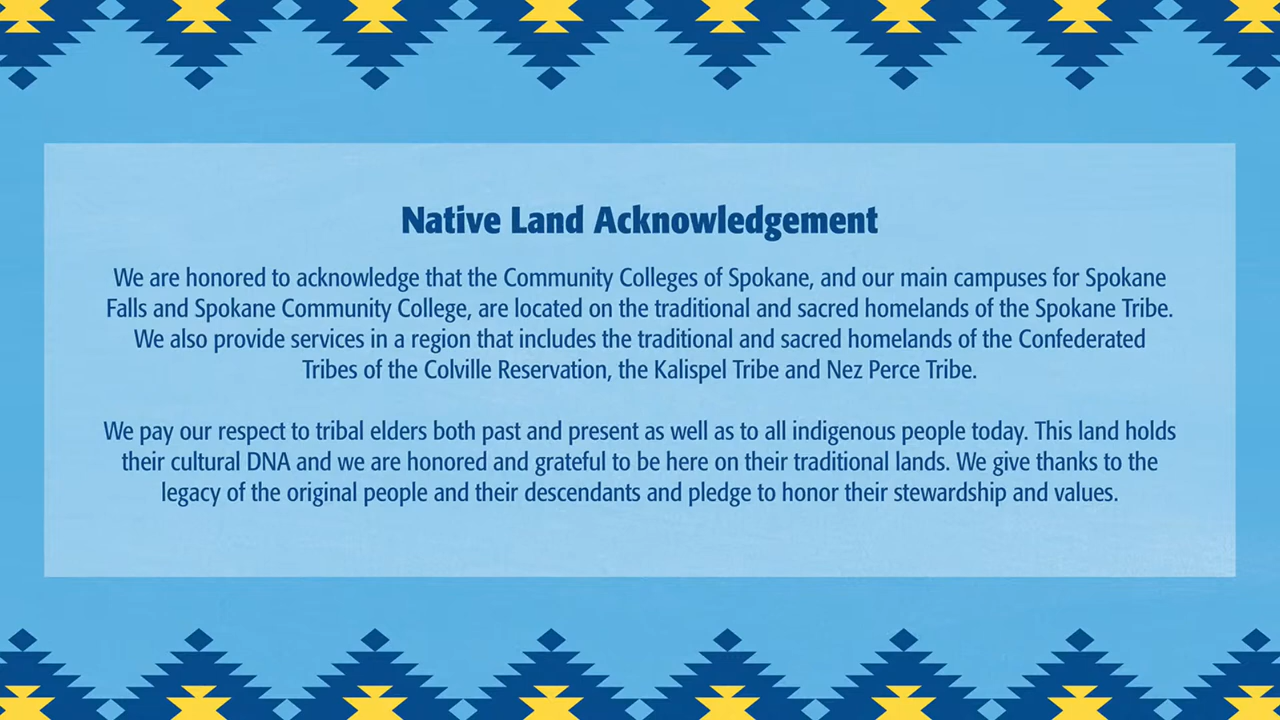 Native Land Acknowledgement
We are honored to acknowledge that the Community Colleges of Spokane, and our main campuses for Spokane
Falls and Spokane Community College, are located on the traditional and sacred homelands of the Spokane Tribe.
We also provide services in a region that includes the traditional and sacred homelands of the Confederated
Tribes of the Colville Reservation, the Kalispel Tribe and Nez Perce Tribe.
We pay our respect to tribal elders both past and present as well as to all indigenous people today. This land holds
their cultural DNA and we are honored and grateful to be here on their traditional lands. We give thanks to the
legacy of the original people and their descendants and pledge to honor their stewardship and values.